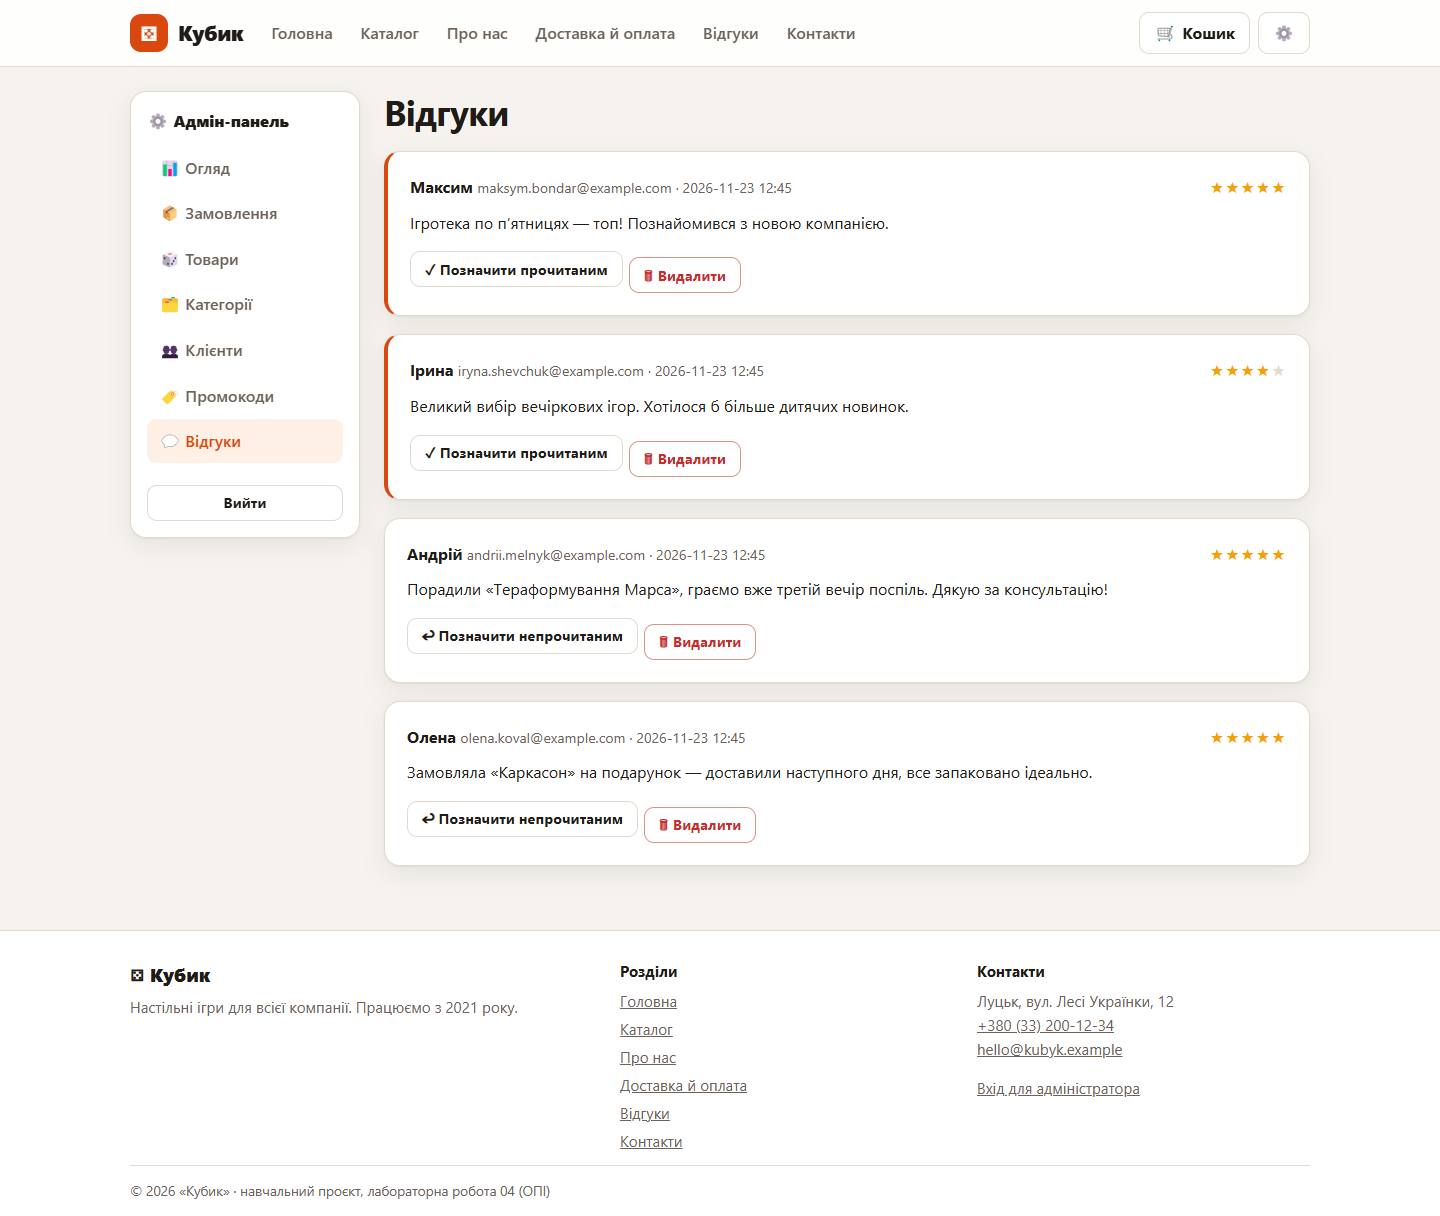 Кубик Головна Каталог Про нас Доставка й оплата Відгуки Контакти 🛒 Кошик ⚙️
⚙️ Адмін-панель
📊 Огляд
📦 Замовлення
🎲 Товари
🗂️ Категорії
👥 Клієнти
🏷️ Промокоди
💬 Відгуки
Вийти
Відгуки
Максим maksym.bondar@example.com · 2026-11-23 12:45 ★★★★★
Ігротека по п'ятницях — топ! Познайомився з новою компанією.
✓ Позначити прочитаним 🗑 Видалити
Ірина iryna.shevchuk@example.com · 2026-11-23 12:45 ★★★★★
Великий вибір вечіркових ігор. Хотілося б більше дитячих новинок.
✓ Позначити прочитаним 🗑 Видалити
Андрій andrii.melnyk@example.com · 2026-11-23 12:45 ★★★★★
Порадили «Тераформування Марса», граємо вже третій вечір поспіль. Дякую за консультацію!
↩ Позначити непрочитаним 🗑 Видалити
Олена olena.koval@example.com · 2026-11-23 12:45 ★★★★★
Замовляла «Каркасон» на подарунок — доставили наступного дня, все запаковано ідеально.
↩ Позначити непрочитаним 🗑 Видалити
⚄ Кубик
Настільні ігри для всієї компанії. Працюємо з 2021 року.
Розділи
Головна
Каталог
Про нас
Доставка й оплата
Відгуки
Контакти
Контакти
Луцьк, вул. Лесі Українки, 12
+380 (33) 200-12-34
hello@kubyk.example
Вхід для адміністратора
© 2026 «Кубик» · навчальний проєкт, лабораторна робота 04 (ОПІ)